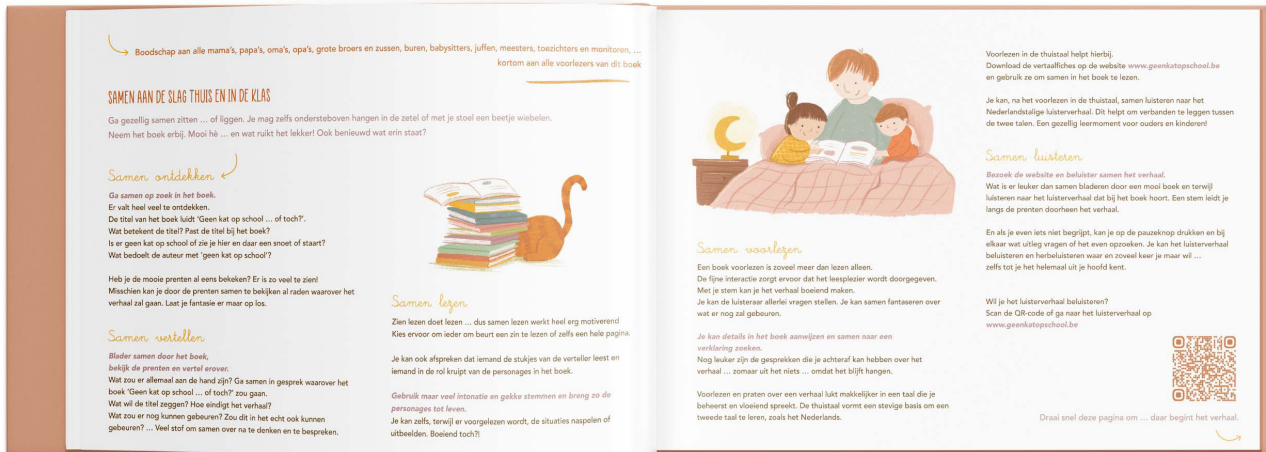 Boodschap aan alle mama's, papa's, oma's, opa's, grote broers en zussen, buren, babysitters, juffen, meesters, toezichters en monitoren, ...
kortom aan alle voorlezers van dit boek
SAMEN AAN DE SLAG THUIS EN IN DE KLAS
Ga gezellig samen zitten ... of liggen. Je mag zelfs ondersteboven hangen in de zetel of met je stoel een beetje wiebelen.
Neem het boek erbij. Mooi hè ... en wat ruikt het lekker! Ook benieuwd wat erin staat?
Samen ontdekken
Ga samen op zoek in het boek.
Er valt heel veel te ontdekken.
De titel van het boek luidt 'Geen kat op school ... of toch?'.
Wat betekent de titel? Past de titel bij het boek?
Is er geen kat op school of zie je hier en daar een snoet of staart?
Wat bedoelt de auteur met 'geen kat op school'?
Heb je de mooie prenten al eens bekeken? Er is zo veel te zien!
Misschien kan je door de prenten samen te bekijken al raden waarover het
verhaal zal gaan. Laat je fantasie er maar op los.
Samen vertellen
Blader samen door het boek,
bekijk de prenten en vertel erover.
Wat zou er allemaal aan de hand zijn? Ga samen in gesprek waarover het
boek 'Geen kat op school ... of toch?' zou gaan.
Wat wil de titel zeggen? Hoe eindigt het verhaal?
Wat zou er nog kunnen gebeuren? Zou dit in het echt ook kunnen
gebeuren? ... Veel stof om samen over na te denken en te bespreken.
Samen lezen
Zien lezen doet lezen ... dus samen lezen werkt heel erg motiverend
Kies ervoor om ieder om beurt een zin te lezen of zelfs een hele pagina.
Je kan ook afspreken dat iemand de stukjes van de verteller leest en
iemand in de rol kruipt van de personages in het boek.
Gebruik maar veel intonatie en gekke stemmen en breng zo de
personages tot leven.
Je kan zelfs, terwijl er voorgelezen wordt, de situaties naspelen of
uitbeelden. Boeiend toch?!
Samen voorlezen
Een boek voorlezen is zoveel meer dan lezen alleen.
De fijne interactie zorgt ervoor dat het leesplezier wordt doorgegeven.
Met je stem kan je het verhaal boeiend maken.
Je kan de luisteraar allerlei vragen stellen. Je kan samen fantaseren over
wat er nog zal gebeuren.
Je kan details in het boek aanwijzen en samen naar een
verklaring zoeken.
Nog leuker zijn de gesprekken die je achteraf kan hebben over het
verhaal ... zomaar uit het niets ... omdat het blijft hangen.
Voorlezen en praten over een verhaal lukt makkelijker in een taal die je
beheerst en vloeiend spreekt. De thuistaal vormt een stevige basis om een
tweede taal te leren, zoals het Nederlands.
Voorlezen in de thuistaal helpt hierbij.
Download de vertaalfiches op de website www.geenkatopschool.be
en gebruik ze om samen in het boek te lezen.
Je kan, na het voorlezen in de thuistaal, samen luisteren naar het
Nederlandstalige luisterverhaal. Dit helpt om verbanden te leggen tussen
de twee talen. Een gezellig leermoment voor ouders en kinderen!
Samen luisteren
Bezoek de website en beluister samen het verhaal.
Wat is er leuker dan samen bladeren door een mooi boek en terwijl
luisteren naar het luisterverhaal dat bij het boek hoort. Een stem leidt je
langs de prenten doorheen het verhaal.
En als je even iets niet begrijpt, kan je op de pauzeknop drukken en bij
elkaar wat uitleg vragen of het even opzoeken. Je kan het luisterverhaal
beluisteren en herbeluisteren waar en zoveel keer je maar wil ...
zelfs tot je het helemaal uit je hoofd kent.
Wil je het luisterverhaal beluisteren?
Scan de QR-code of ga naar het luisterverhaal op
www.geenkatopschool.be
Draai snel deze pagina om ... daar begint het verhaal.